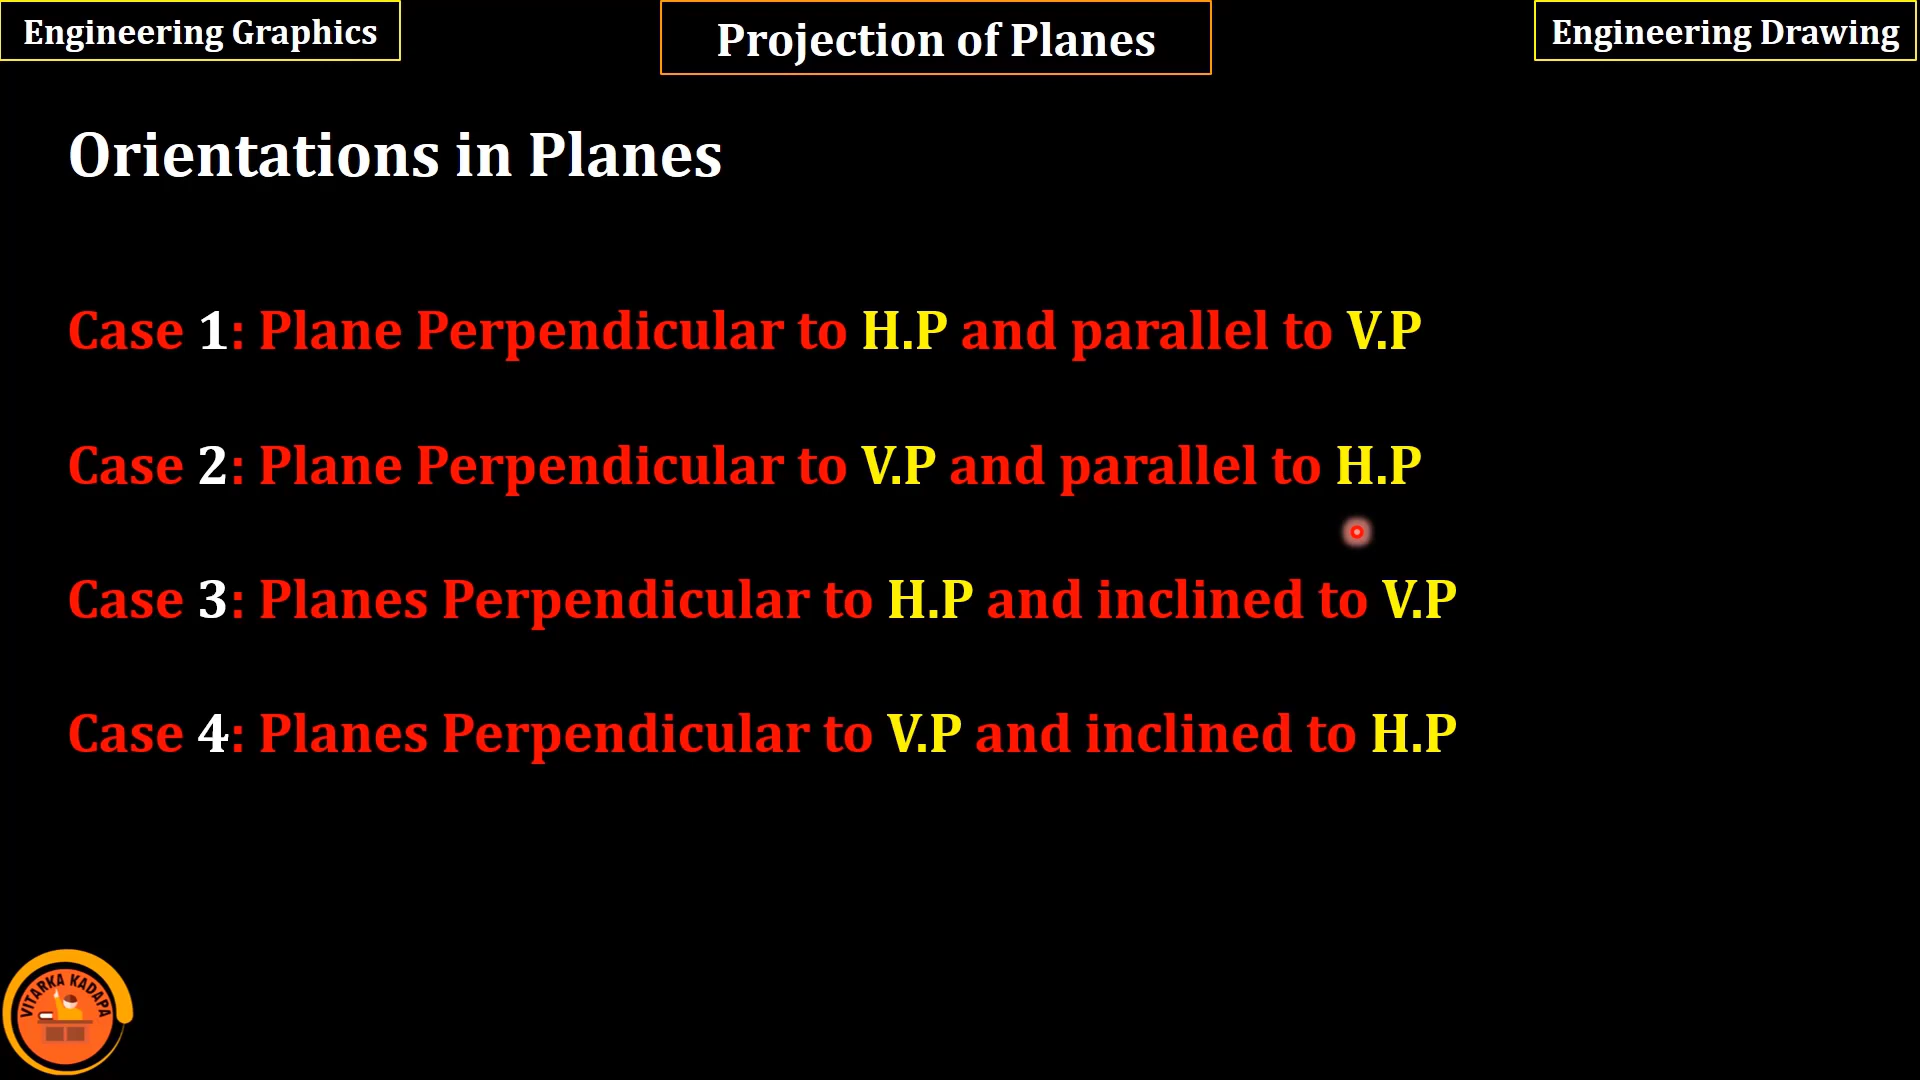 Engineering Graphics
Projection of Planes
Engineering Drawing
Orientations in Planes
Case 1: Plane Perpendicular to H.P and parallel to V.P
Case 2: Plane Perpendicular to V.P and parallel to H.P
Case 3: Planes Perpendicular to H.P and inclined to V.P
Case 4: Planes Perpendicular to V.P and inclined to H.P
VITARKA KADAPA